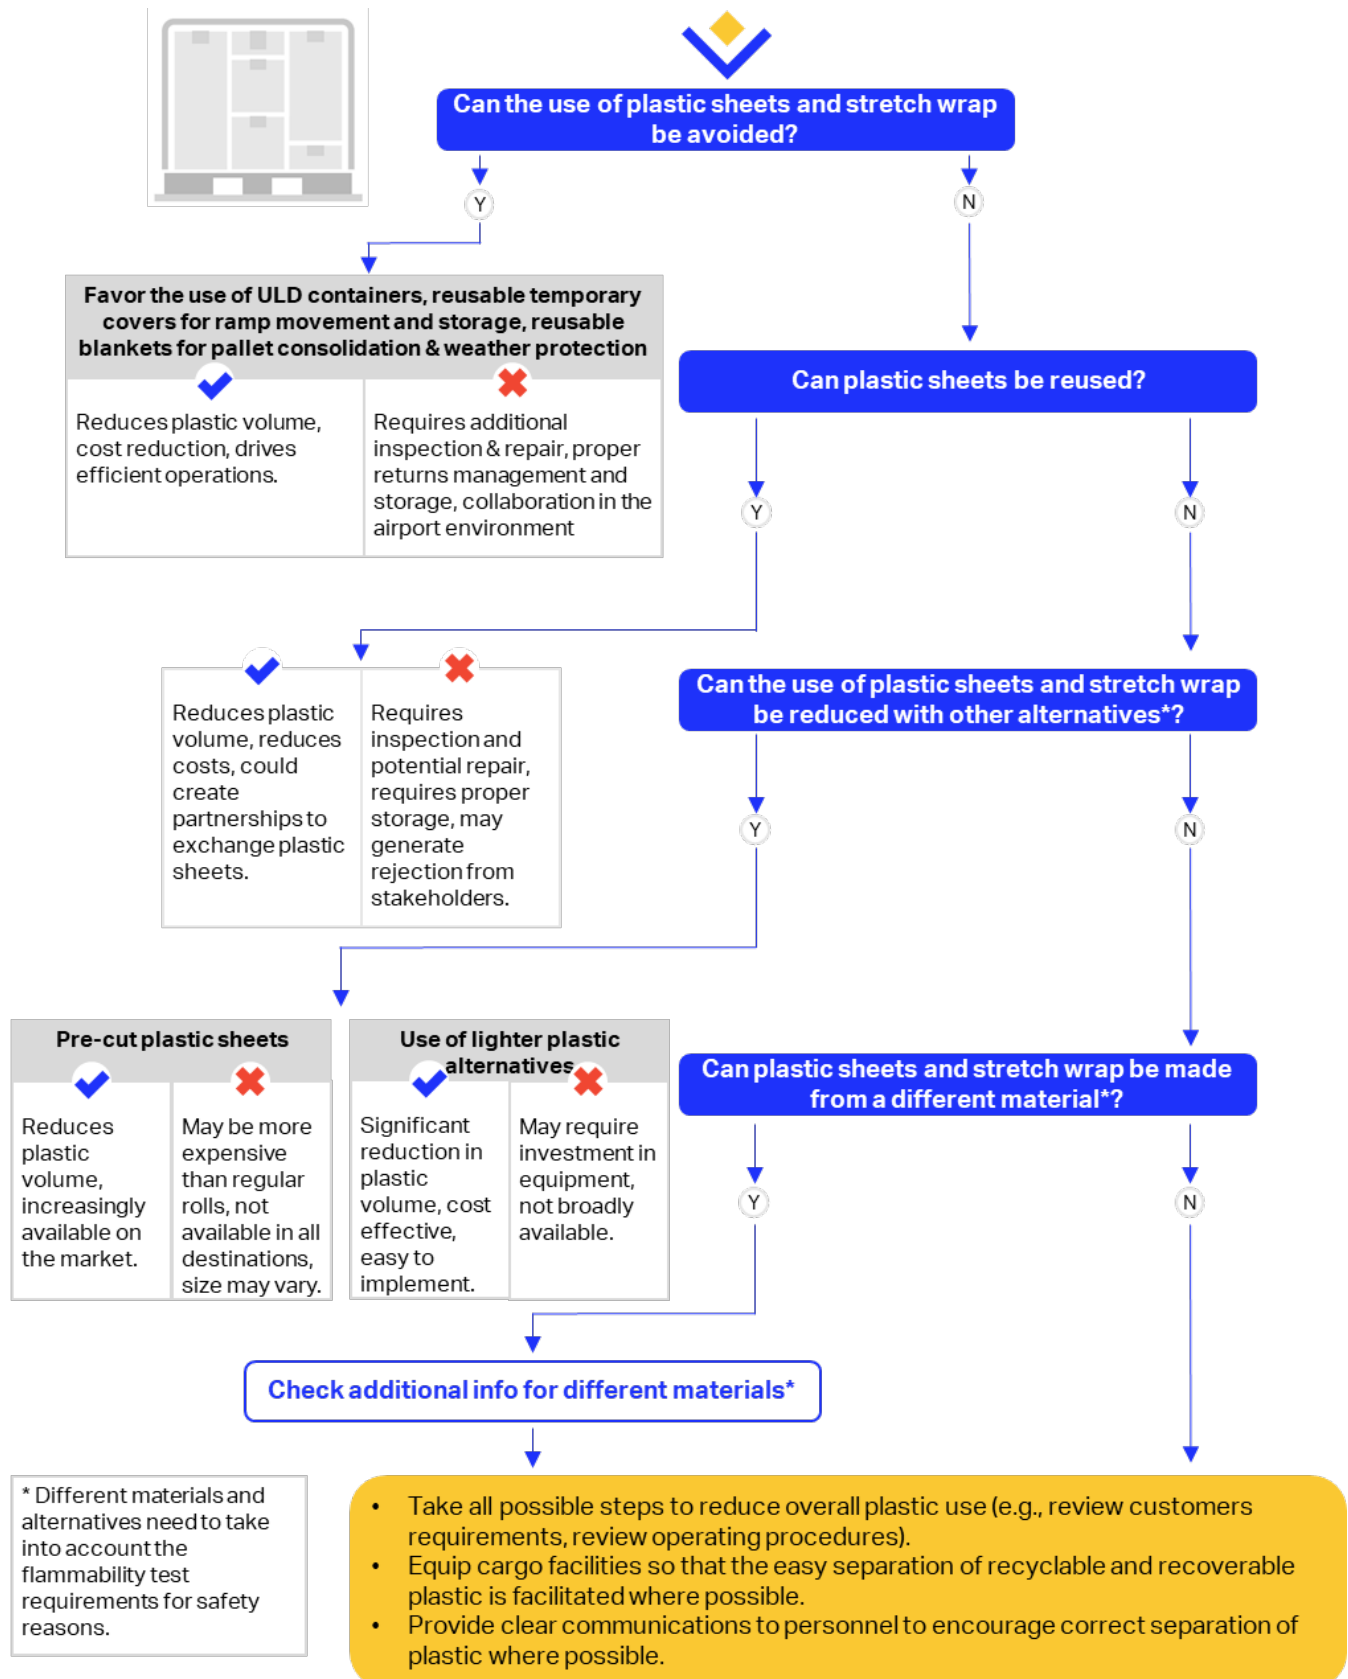 Can the use of plastic sheets and stretch wrap
be avoided?
Y
N
Favor the use of ULD containers, reusable temporary
covers for ramp movement and storage, reusable
blankets for pallet consolidation & weather protection
Reduces plastic volume,
cost reduction, drives
efficient operations.
Requires additional
inspection & repair, proper
returns management and
storage, collaboration in the
airport environment
Can plastic sheets be reused?
Y
N
Reduces plastic
volume, reduces
costs, could
create
partnerships to
exchange plastic
sheets.
Requires
inspection and
potential repair,
requires proper
storage, may
generate
rejection from
stakeholders.
Can the use of plastic sheets and stretch wrap
be reduced with other alternatives*?
Y
N
Pre-cut plastic sheets
Reduces
plastic
volume,
increasingly
available on
the market.
May be more
expensive
than regular
rolls, not
available in all
destinations,
size may vary.
Use of lighter plastic
alternatives
Significant
reduction in
plastic
volume, cost
effective,
easy to
implement.
May require
investment in
equipment,
not broadly
available.
Can plastic sheets and stretch wrap be made
from a different material*?
Y
N
Check additional info for different materials*
* Different materials and
alternatives need to take
into account the
flammability test
requirements for safety
reasons.
• Take all possible steps to reduce overall plastic use (e.g., review customers
requirements, review operating procedures).
• Equip cargo facilities so that the easy separation of recyclable and recoverable
plastic is facilitated where possible.
• Provide clear communications to personnel to encourage correct separation of
plastic where possible.